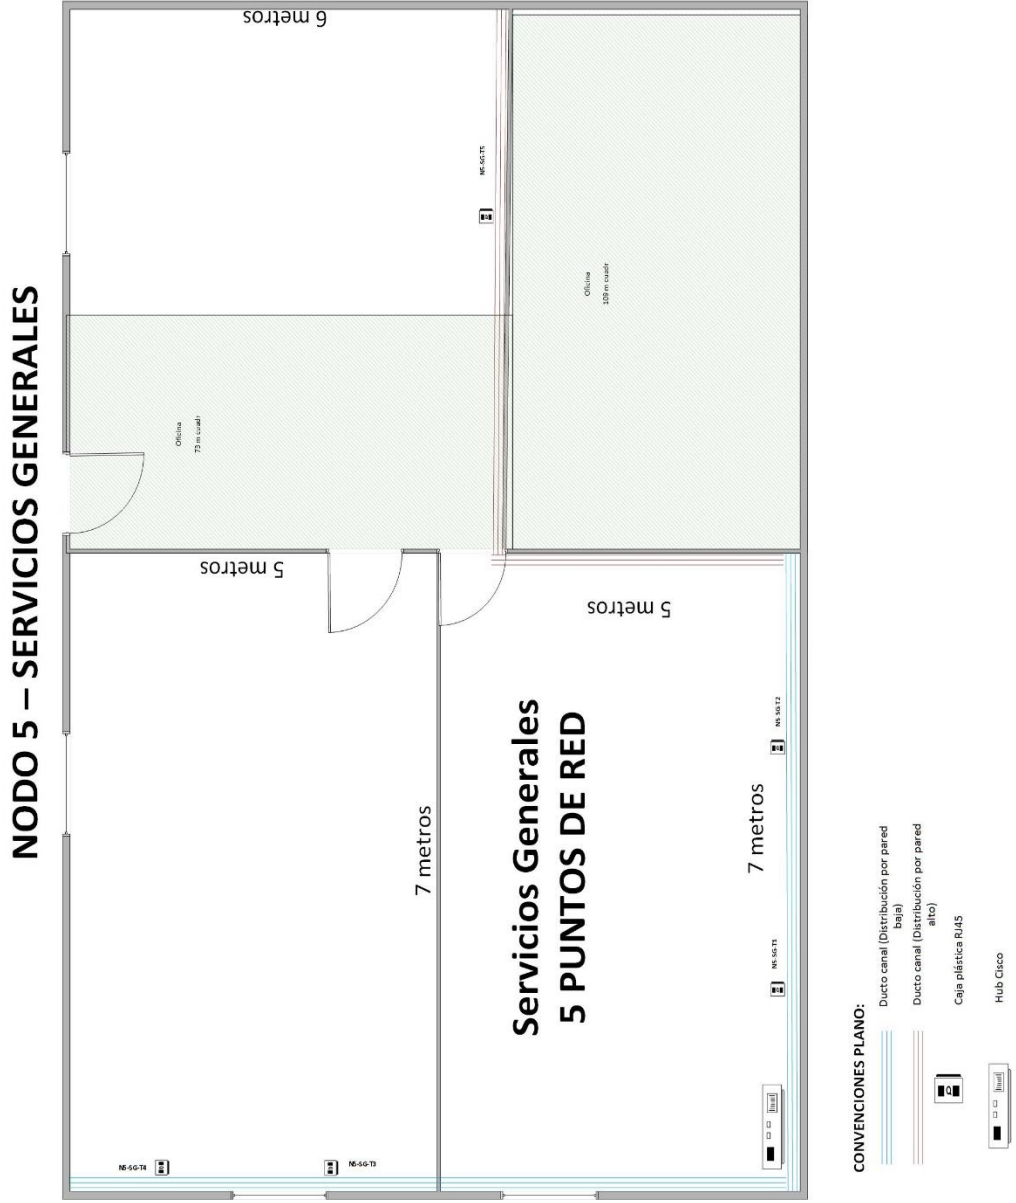 NODO 5 – SERVICIOS GENERALES
6 metros
N5-SG-T5
Oficina
109 m cuadr
Oficina
73 m cuadr
5 metros
5 metros
7 metros
Servicios Generales
5 PUNTOS DE RED
7 metros
N5-SG-T2
N5-SG-T1
N5-SG-T4
N5-SG-T3
CONVENCIONES PLANO:
Ducto canal (Distribución por pared
baja)
Ducto canal (Distribución por pared
alto)
Caja plástica RJ45
Hub Cisco